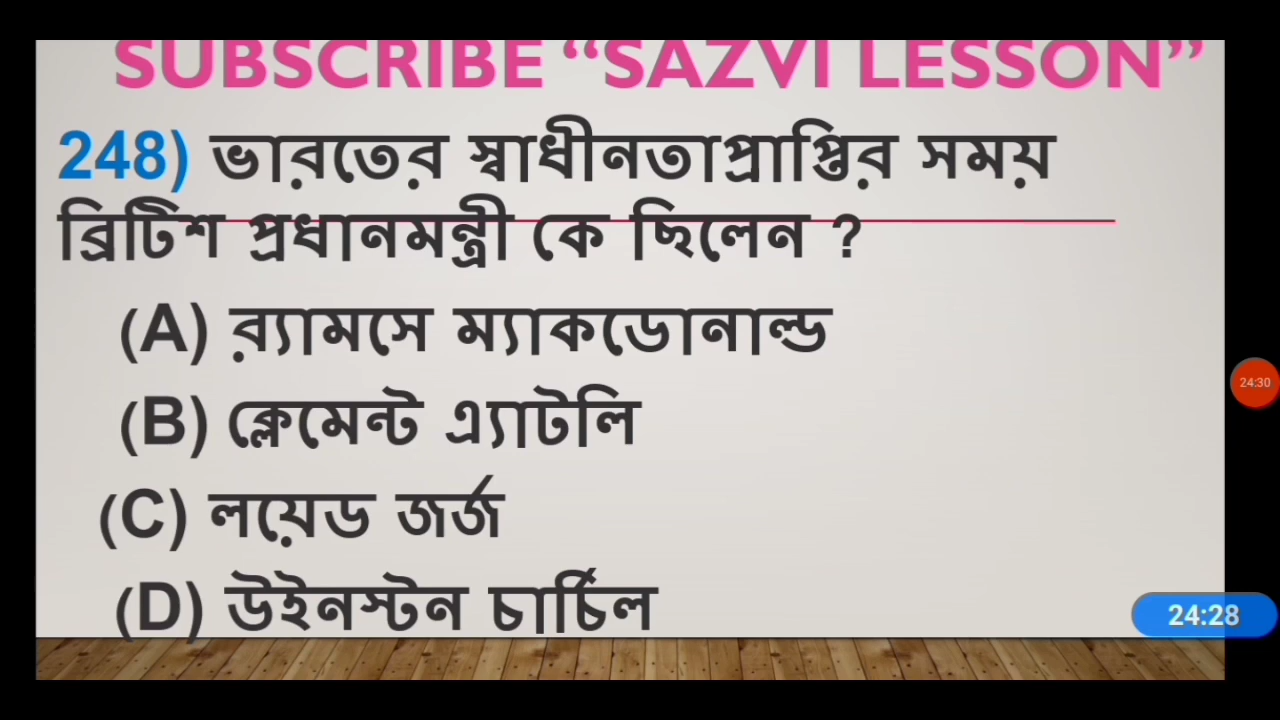 SUBSCRIBE “SAZVI LESSON”
248) ভারতের স্বাধীনতাপ্রাপ্তির সময়
ব্রিটিশ প্রধানমন্ত্রী কে ছিলেন ?
(A) র‍্যামসে ম্যাকডোনাল্ড
(B) ক্লেমেন্ট এ্যাটলি
(C) লয়েড জর্জ
(D) উইনস্টন চার্চিল
24:30
24:28